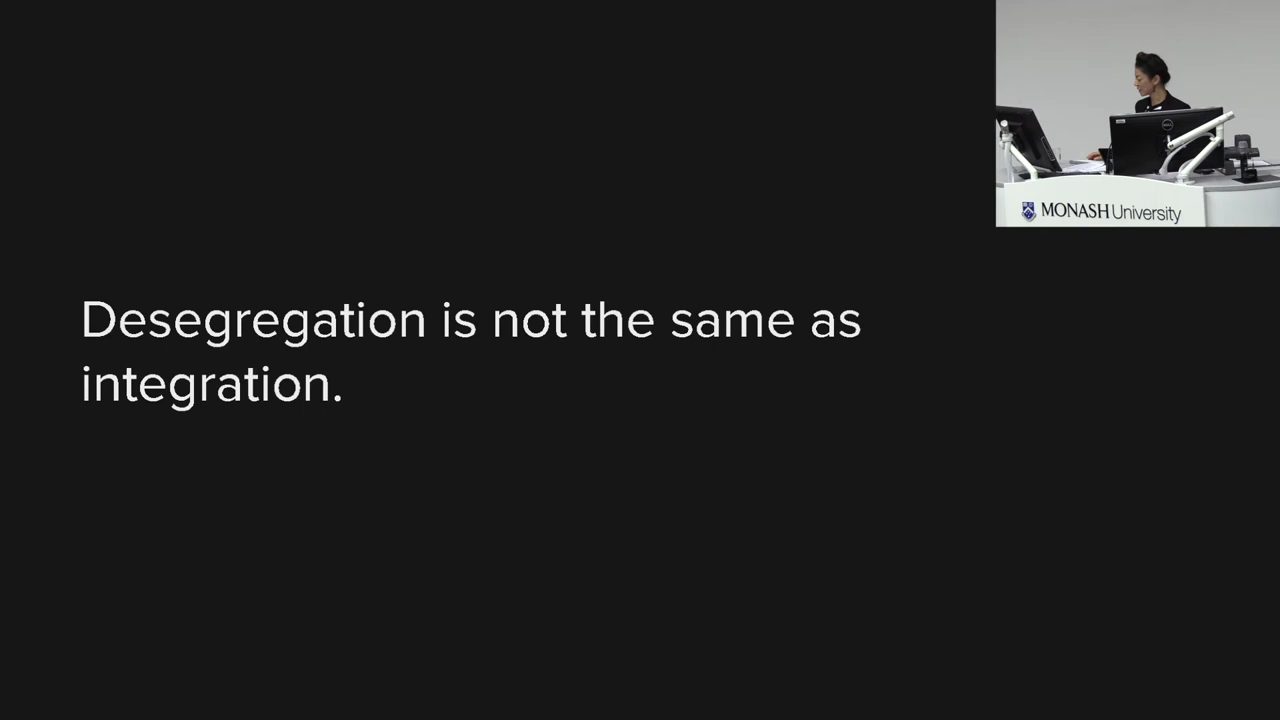 Desegregation is not the same as
integration.
MONASH University